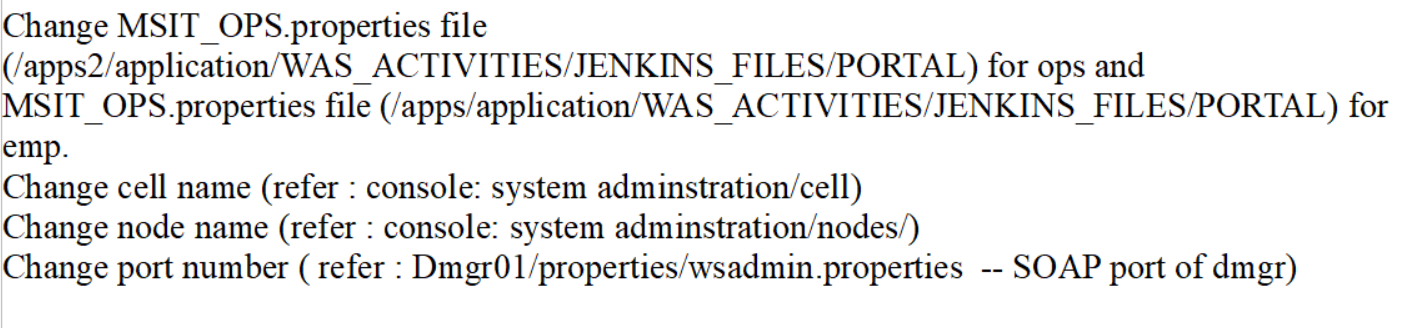 Change MSIT_OPS.properties file
(/apps2/application/WAS_ACTIVITIES/JENKINS_FILES/PORTAL) for ops and
MSIT_OPS.properties file (/apps/application/WAS_ACTIVITIES/JENKINS_FILES/PORTAL) for
emp.
Change cell name (refer : console: system adminstration/cell)
Change node name (refer : console: system adminstration/nodes/)
Change port number ( refer : Dmgr01/properties/wsadmin.properties  -- SOAP port of dmgr)